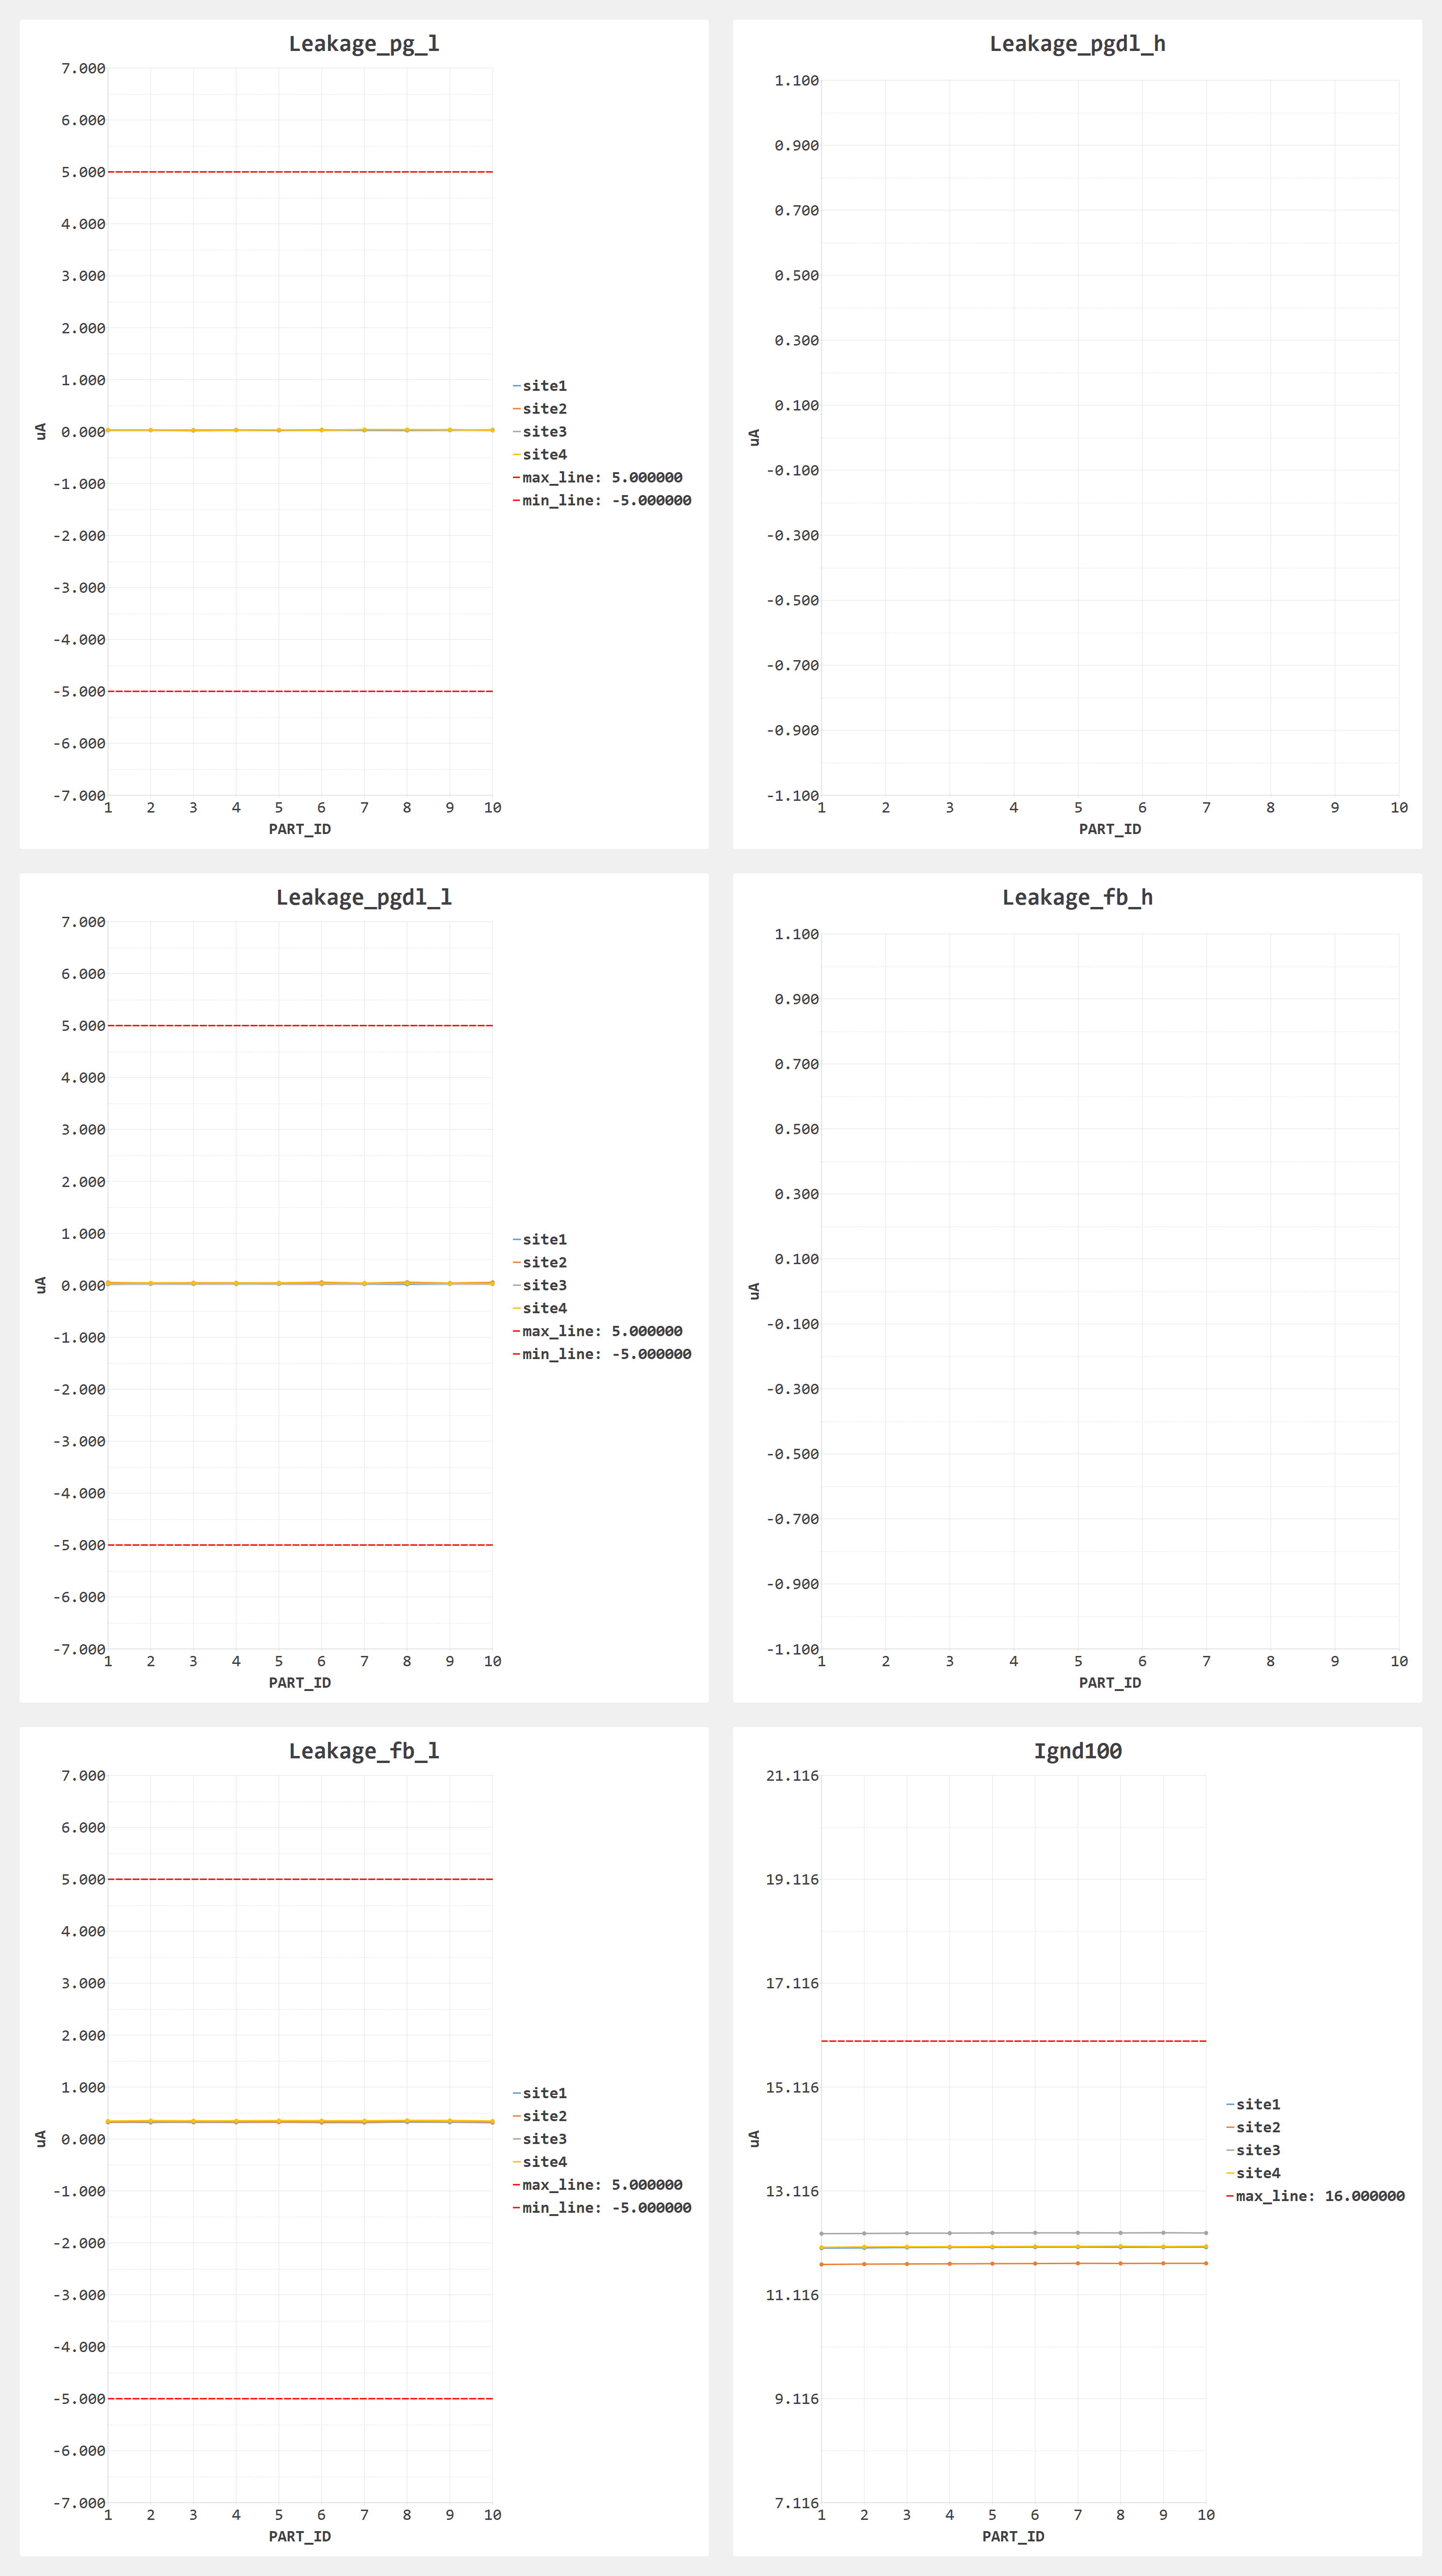 Leakage_pg_l
7.000
6.000
5.000
4.000
3.000
2.000
1.000
0.000
-1.000
-2.000
-3.000
-4.000
-5.000
-6.000
-7.000
uA
1 2 3 4 5 6 7 8 9 10
PART_ID
site1
site2
site3
site4
max_line: 5.000000
min_line: -5.000000
Leakage_pgdl_h
1.100
0.900
0.700
0.500
0.300
0.100
-0.100
-0.300
-0.500
-0.700
-0.900
-1.100
uA
1 2 3 4 5 6 7 8 9 10
PART_ID
Leakage_pgdl_l
7.000
6.000
5.000
4.000
3.000
2.000
1.000
0.000
-1.000
-2.000
-3.000
-4.000
-5.000
-6.000
-7.000
uA
1 2 3 4 5 6 7 8 9 10
PART_ID
site1
site2
site3
site4
max_line: 5.000000
min_line: -5.000000
Leakage_fb_h
1.100
0.900
0.700
0.500
0.300
0.100
-0.100
-0.300
-0.500
-0.700
-0.900
-1.100
uA
1 2 3 4 5 6 7 8 9 10
PART_ID
Leakage_fb_l
7.000
6.000
5.000
4.000
3.000
2.000
1.000
0.000
-1.000
-2.000
-3.000
-4.000
-5.000
-6.000
-7.000
uA
1 2 3 4 5 6 7 8 9 10
PART_ID
site1
site2
site3
site4
max_line: 5.000000
min_line: -5.000000
Ignd100
21.116
19.116
17.116
15.116
13.116
11.116
9.116
7.116
uA
1 2 3 4 5 6 7 8 9 10
PART_ID
site1
site2
site3
site4
max_line: 16.000000